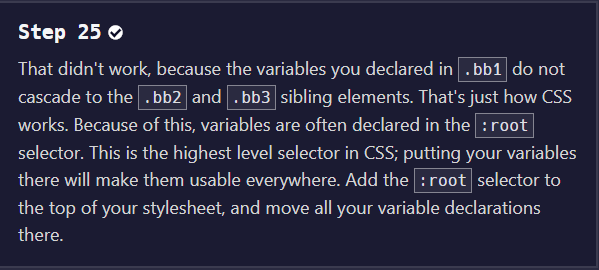 Step 25
That didn't work, because the variables you declared in .bb1 do not
cascade to the .bb2 and .bb3 sibling elements. That's just how CSS
works. Because of this, variables are often declared in the :root
selector. This is the highest level selector in CSS; putting your variables
there will make them usable everywhere. Add the :root selector to
the top of your stylesheet, and move all your variable declarations
there.